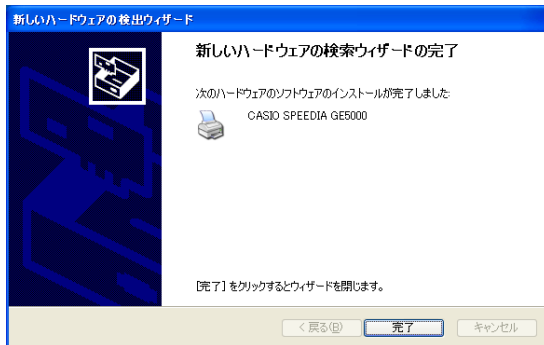 新しいハードウェアの検出ウィザード
新しいハードウェアの検索ウィザードの完了
次のハードウェアのソフトウェアのインストールが完了しました:
CASIO SPEEDIA GE5000
[完了] をクリックするとウィザードを閉じます。
< 戻る(B) 完了 キャンセル